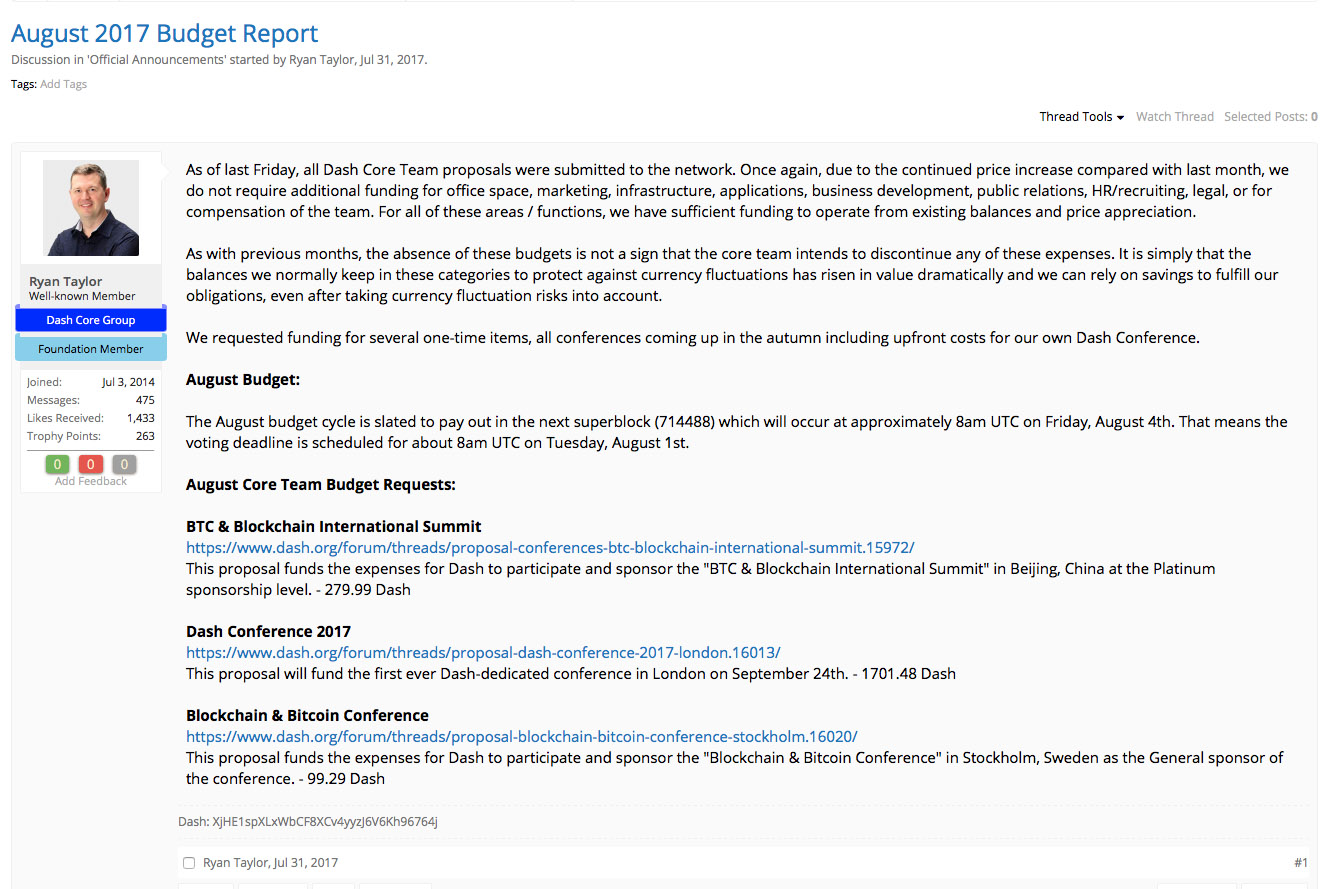 August 2017 Budget Report
Discussion in 'Official Announcements' started by Ryan Taylor, Jul 31, 2017.
Tags: Add Tags
Thread Tools Watch Thread Selected Posts: 0
Ryan Taylor
Well-known Member
Dash Core Group
Foundation Member
Joined: Jul 3, 2014
Messages: 475
Likes Received: 1,433
Trophy Points: 263
0 0 0
Add Feedback
As of last Friday, all Dash Core Team proposals were submitted to the network. Once again, due to the continued price increase compared with last month, we
do not require additional funding for office space, marketing, infrastructure, applications, business development, public relations, HR/recruiting, legal, or for
compensation of the team. For all of these areas / functions, we have sufficient funding to operate from existing balances and price appreciation.
As with previous months, the absence of these budgets is not a sign that the core team intends to discontinue any of these expenses. It is simply that the
balances we normally keep in these categories to protect against currency fluctuations has risen in value dramatically and we can rely on savings to fulfill our
obligations, even after taking currency fluctuation risks into account.
We requested funding for several one-time items, all conferences coming up in the autumn including upfront costs for our own Dash Conference.
August Budget:
The August budget cycle is slated to pay out in the next superblock (714488) which will occur at approximately 8am UTC on Friday, August 4th. That means the
voting deadline is scheduled for about 8am UTC on Tuesday, August 1st.
August Core Team Budget Requests:
BTC & Blockchain International Summit
https://www.dash.org/forum/threads/proposal-conferences-btc-blockchain-international-summit.15972/
This proposal funds the expenses for Dash to participate and sponsor the "BTC & Blockchain International Summit" in Beijing, China at the Platinum
sponsorship level. - 279.99 Dash
Dash Conference 2017
https://www.dash.org/forum/threads/proposal-dash-conference-2017-london.16013/
This proposal will fund the first ever Dash-dedicated conference in London on September 24th. - 1701.48 Dash
Blockchain & Bitcoin Conference
https://www.dash.org/forum/threads/proposal-blockchain-bitcoin-conference-stockholm.16020/
This proposal funds the expenses for Dash to participate and sponsor the "Blockchain & Bitcoin Conference" in Stockholm, Sweden as the General sponsor of
the conference. - 99.29 Dash
Dash: XjHE1spXLxWbCF8XCv4yyzJ6V6Kh96764j
Ryan Taylor, Jul 31, 2017 #1